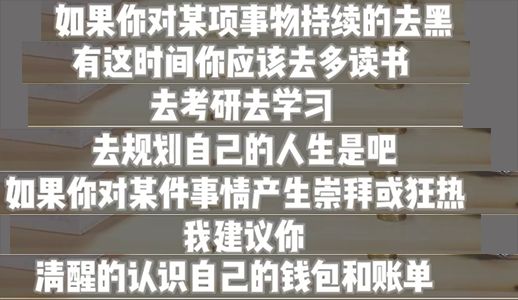 如果你对某项事物持续的去黑
有这时间你应该去多读书
去考研去学习
去规划自己的人生是吧
如果你对某件事情产生崇拜或狂热
我建议你
清醒的认识自己的钱包和账单